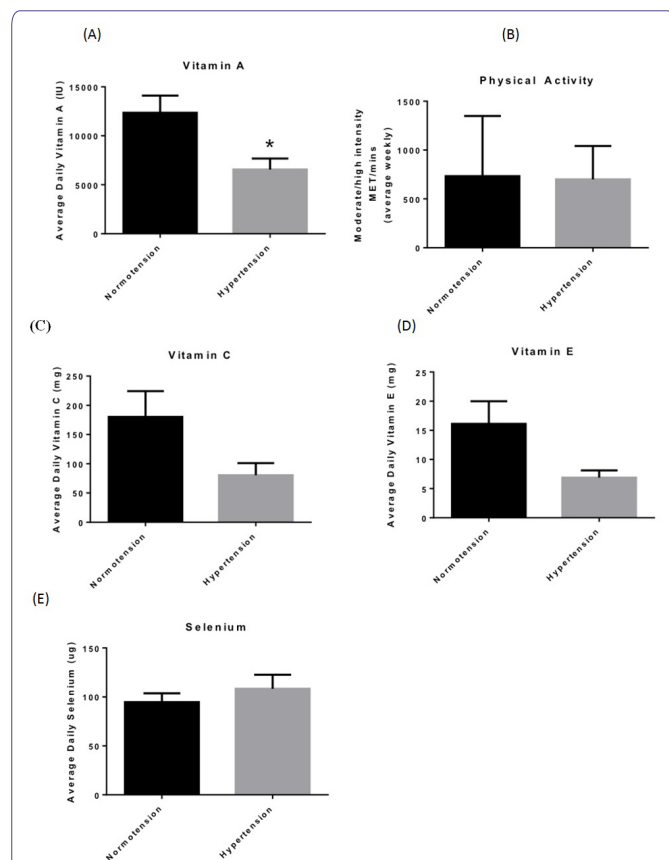 (A)
Vitamin A
Average Daily Vitamin A (IU)
15000
10000
5000
0
*
Normotension
Hypertension
(B)
Physical Activity
Moderate/high intensity
MET/mins
(average weekly)
1500
1000
500
0
Normotension
Hypertension
(C)
Vitamin C
Average Daily Vitamin C (mg)
250
200
150
100
50
0
Normotension
Hypertension
(D)
Vitamin E
Average Daily Vitamin E (mg)
25
20
15
10
5
0
Normotension
Hypertension
(E)
Selenium
Average Daily Selenium (ug)
150
100
50
0
Normotension
Hypertension